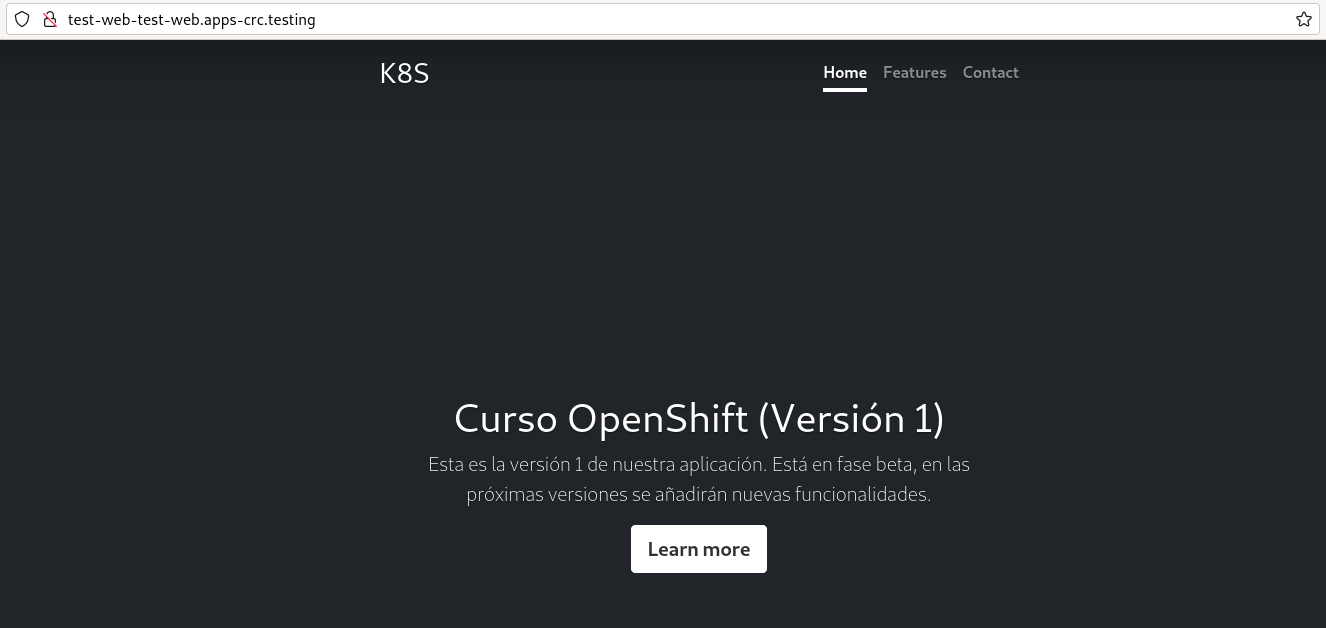 test-web-test-web.apps-crc.testing
K8S
Home Features Contact
Curso OpenShift (Versión 1)
Esta es la versión 1 de nuestra aplicación. Está en fase beta, en las
próximas versiones se añadirán nuevas funcionalidades.
Learn more